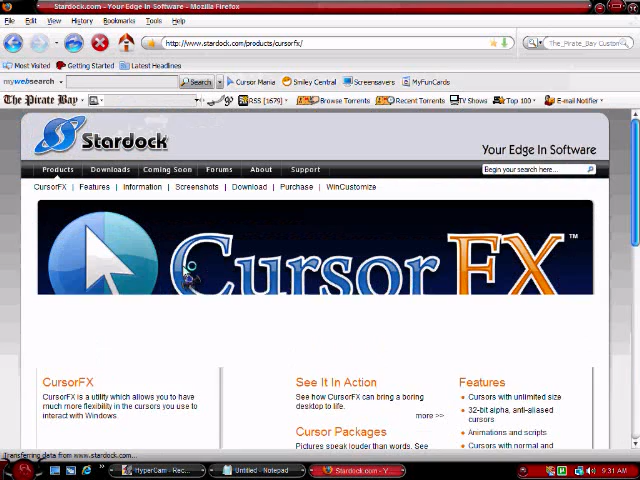 Stardock.com - Your Edge In Software - Mozilla Firefox
File Edit View History Bookmarks Tools Help
http://www.stardock.com/products/cursorfx/
The_Pirate_Bay Custom
Most Visited Getting Started Latest Headlines
mywebsearch Search Cursor Mania Smiley Central Screensavers MyFunCards
The Pirate Bay RSS [1679] Browse Torrents Recent Torrents TV Shows Top 100 E-mail Notifier
Stardock
Your Edge In Software
Products Downloads Coming Soon Forums About Support
Begin your search here...
CursorFX Features Information Screenshots Download Purchase WinCustomize
CursorFX™
CursorFX
CursorFX is a utility which allows you to have
much more flexibility in the cursors you use to
interact with Windows.
See It In Action
See how CursorFX can bring a boring
desktop to life.
more >>
Cursor Packages
Pictures speak louder than words. See
Features
Cursors with unlimited size
32-bit alpha, anti-aliased
cursors
Animations and scripts
Cursors with normal and
Transferring data from www.stardock.com...
HyperCam - Rec...
Untitled - Notepad
Stardock.com - Y...
9:31 AM